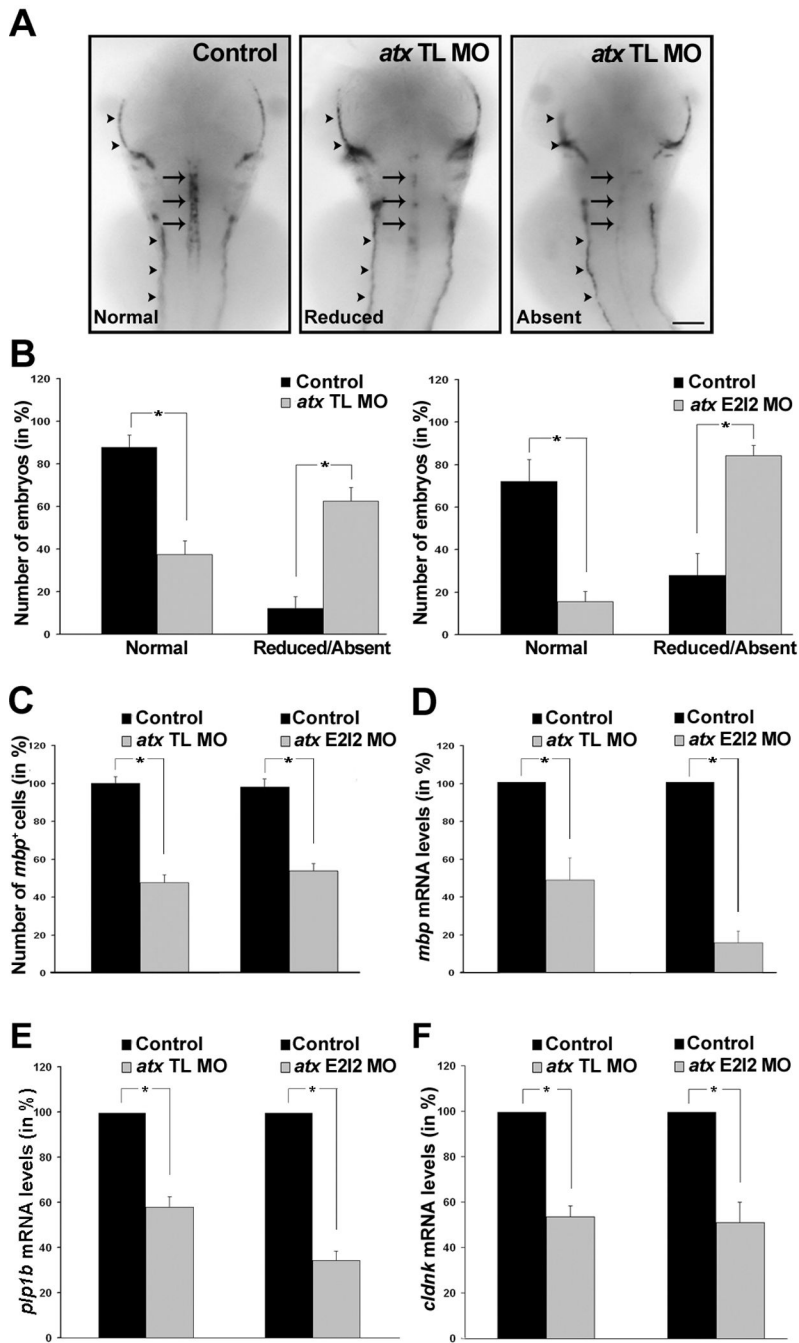 A
Control
atx TL MO
atx TL MO
Normal
Reduced
Absent
B
Number of embryos (in %)
120
100
80
60
40
20
0
Control
atx TL MO
*
*
Normal
Reduced/Absent
Number of embryos (in %)
120
100
80
60
40
20
0
Control
atx E2I2 MO
*
*
Normal
Reduced/Absent
C
Control
atx TL MO
Control
atx E2I2 MO
Number of mbp+ cells (in %)
120
100
80
60
40
20
0
*
*
D
Control
atx TL MO
Control
atx E2I2 MO
mbp mRNA levels (in %)
120
100
80
60
40
20
0
*
*
E
Control
atx TL MO
Control
atx E2I2 MO
plp1b mRNA levels (in %)
120
100
80
60
40
20
0
*
*
F
Control
atx TL MO
Control
atx E2I2 MO
cldnk mRNA levels (in %)
120
100
80
60
40
20
0
*
*